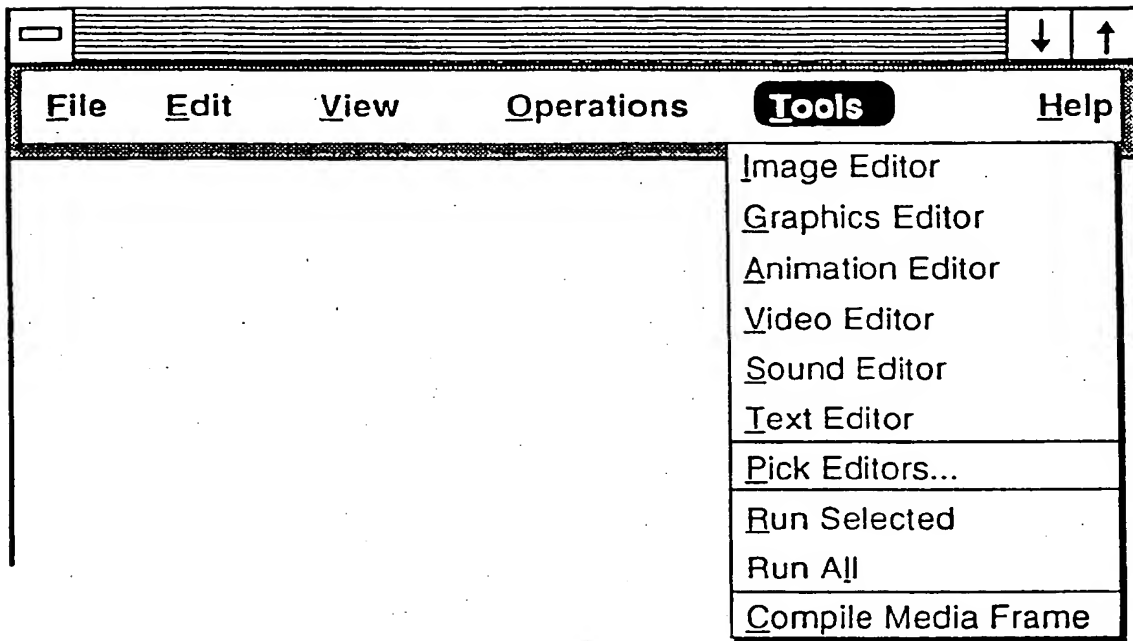 File Edit View Operations Tools Help
Image Editor
Graphics Editor
Animation Editor
Video Editor
Sound Editor
Text Editor
Pick Editors...
Run Selected
Run All
Compile Media Frame